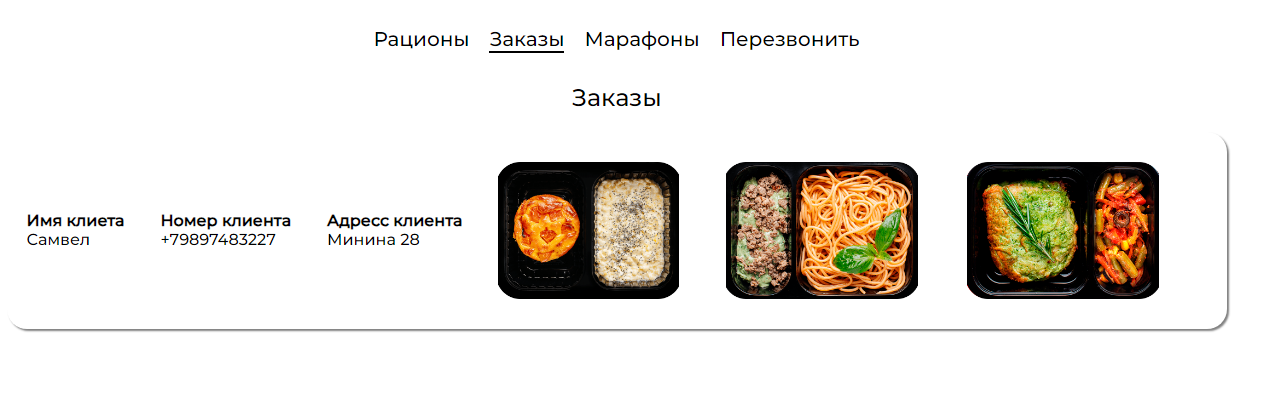 Рационы Заказы Марафоны Перезвонить
Заказы
Имя клиета Номер клиента Адресс клиента
Самвел +79897483227 Минина 28